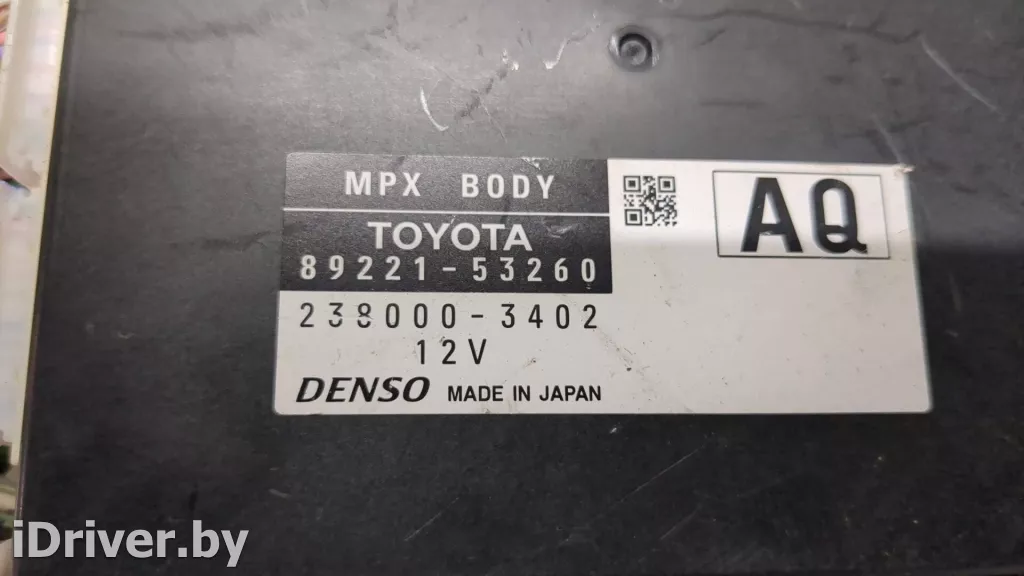 MPX BODY
TOYOTA
89221-53260
238000-3402
12V
DENSO MADE IN JAPAN
AQ
iDriver.by